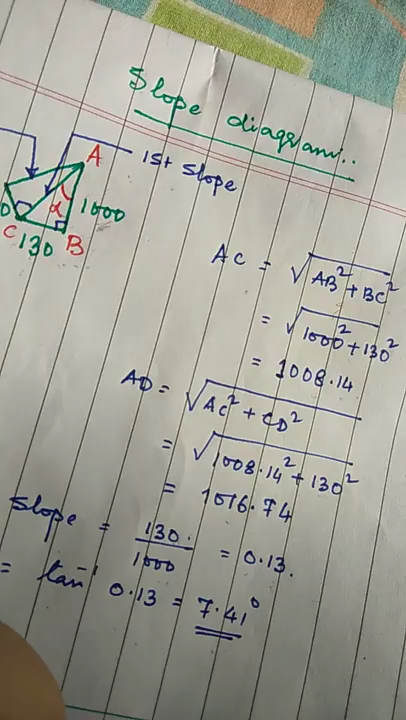 Slope diagram..
A
1st slope
α
1000
C 130 B
AC = √AB² + BC²
= √1000² + 130²
= 1008.14
AD = √AC² + CD²
= √1008.14² + 130²
= 1016.74
Slope = 130/1000 = 0.13.
= tan⁻¹ 0.13 = 7.41°